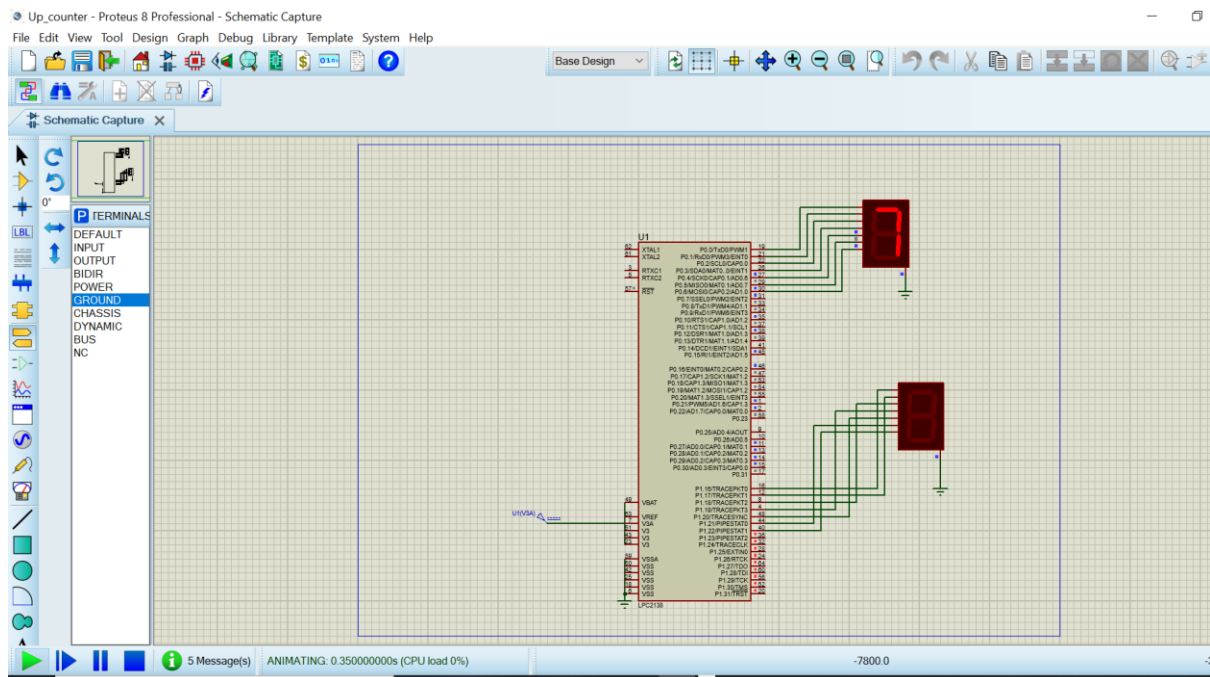 Up_counter - Proteus 8 Professional - Schematic Capture
File Edit View Tool Design Graph Debug Library Template System Help
Base Design
Schematic Capture
0°
LBL
P TERMINALS
DEFAULT
INPUT
OUTPUT
BIDIR
POWER
GROUND
CHASSIS
DYNAMIC
BUS
NC
U1
XTAL1
XTAL2
RTXC1
RTXC2
RST
VBAT
VREF
V3A
V3
V3
V3
VSSA
VSS
VSS
VSS
VSS
VSS
LPC2138
U1(V3A)
P0.0/TxD0/PWM1
P0.1/RxD0/PWM3/EINT0
P0.2/SCL0/CAP0.0
P0.3/SDA0/MAT0.0/EINT1
P0.4/SCK0/CAP0.1/AD0.6
P0.5/MISO0/MAT0.1/AD0.7
P0.6/MOSI0/CAP0.2/AD1.0
P0.7/SSEL0/PWM2/EINT2
P0.8/TxD1/PWM4/AD1.1
P0.9/RxD1/PWM6/EINT3
P0.10/RTS1/CAP1.0/AD1.2
P0.11/CTS1/CAP1.1/SCL1
P0.12/DSR1/MAT1.0/AD1.3
P0.13/DTR1/MAT1.1/AD1.4
P0.14/DCD1/EINT1/SDA1
P0.15/RI1/EINT2/AD1.5
P0.16/EINT0/MAT0.2/CAP0.2
P0.17/CAP1.2/SCK1/MAT1.2
P0.18/CAP1.3/MISO1/MAT1.3
P0.19/MAT1.2/MOSI1/CAP1.2
P0.20/MAT1.3/SSEL1/EINT3
P0.21/PWM5/AD1.6/CAP1.3
P0.22/AD1.7/CAP0.0/MAT0.0
P0.23
P0.25/AD0.4/AOUT
P0.26/AD0.5
P0.27/AD0.0/CAP0.1/MAT0.1
P0.28/AD0.1/CAP0.2/MAT0.2
P0.29/AD0.2/CAP0.3/MAT0.3
P0.30/AD0.3/EINT3/CAP0.0
P0.31
P1.16/TRACEPKT0
P1.17/TRACEPKT1
P1.18/TRACEPKT2
P1.19/TRACEPKT3
P1.20/TRACESYNC
P1.21/PIPESTAT0
P1.22/PIPESTAT1
P1.23/PIPESTAT2
P1.24/TRACECLK
P1.25/EXTIN0
P1.26/RTCK
P1.27/TDO
P1.28/TDI
P1.29/TCK
P1.30/TMS
P1.31/TRST
7
5 Message(s)
ANIMATING: 0.350000000s (CPU load 0%)
-7800.0